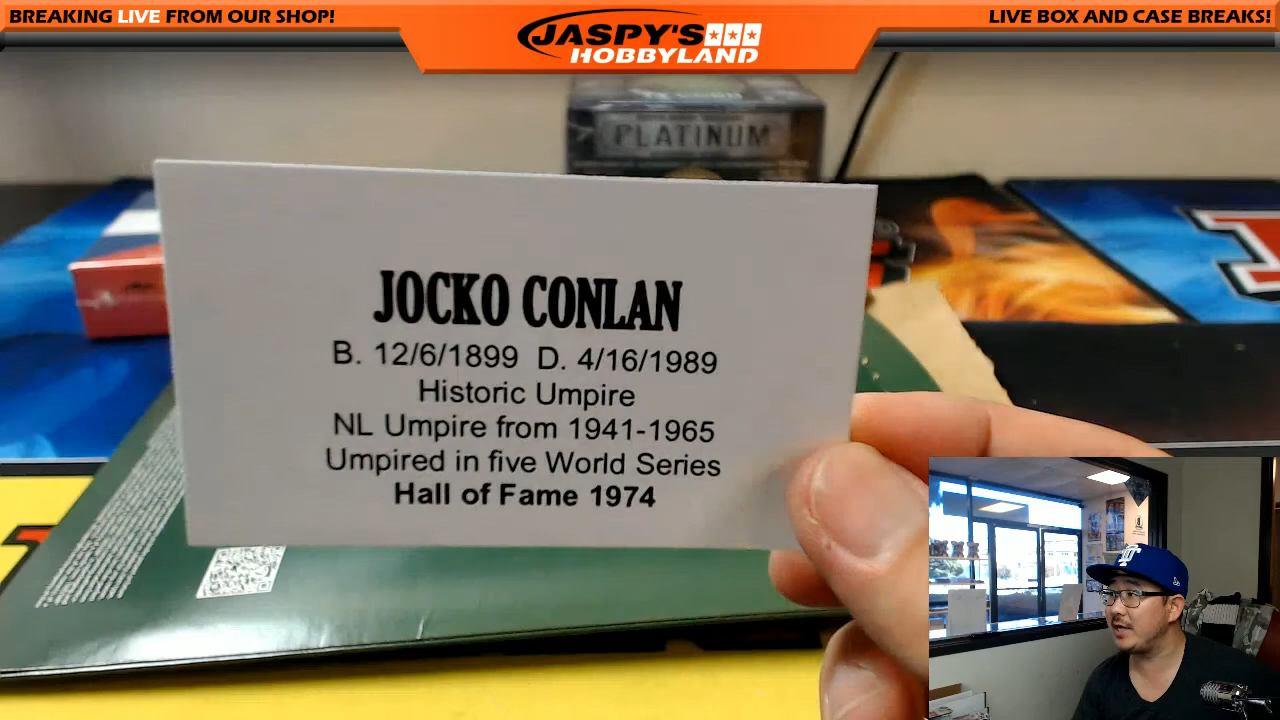 BREAKING LIVE FROM OUR SHOP!
JASPY'S
HOBBYLAND
LIVE BOX AND CASE BREAKS!
PLATINUM
JOCKO CONLAN
B. 12/6/1899 D. 4/16/1989
Historic Umpire
NL Umpire from 1941-1965
Umpired in five World Series
Hall of Fame 1974